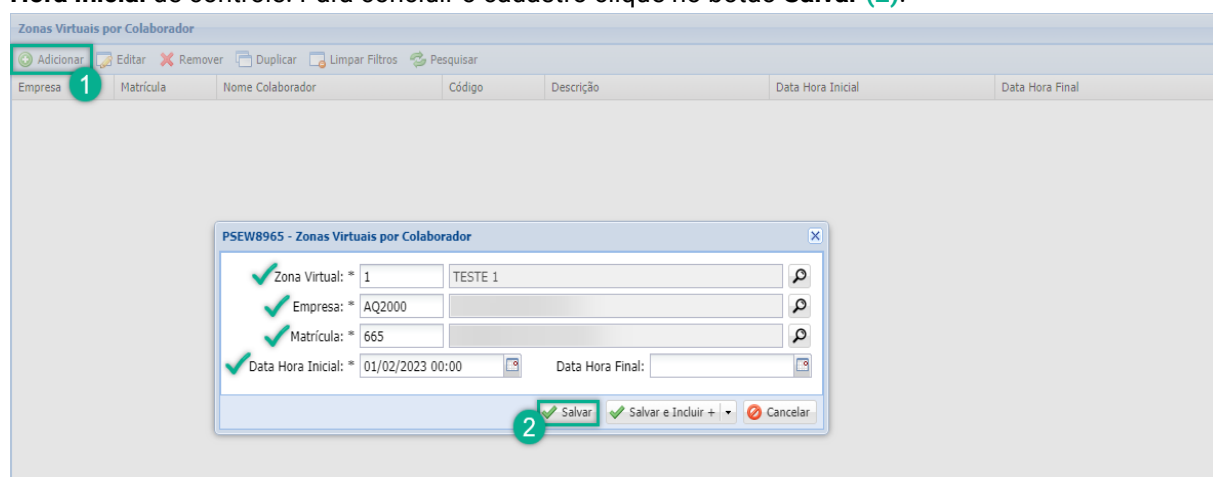 Hora Inicial de controle. Para concluir o cadastro clique no botão Salvar (2).
Zonas Virtuais por Colaborador
Adicionar Editar Remover Duplicar Limpar Filtros Pesquisar
1
Empresa Matrícula Nome Colaborador Código Descrição Data Hora Inicial Data Hora Final
PSEW8965 - Zonas Virtuais por Colaborador
Zona Virtual: * 1 TESTE 1
Empresa: * AQ2000
Matrícula: * 665
Data Hora Inicial: * 01/02/2023 00:00 Data Hora Final:
2 Salvar Salvar e Incluir + Cancelar